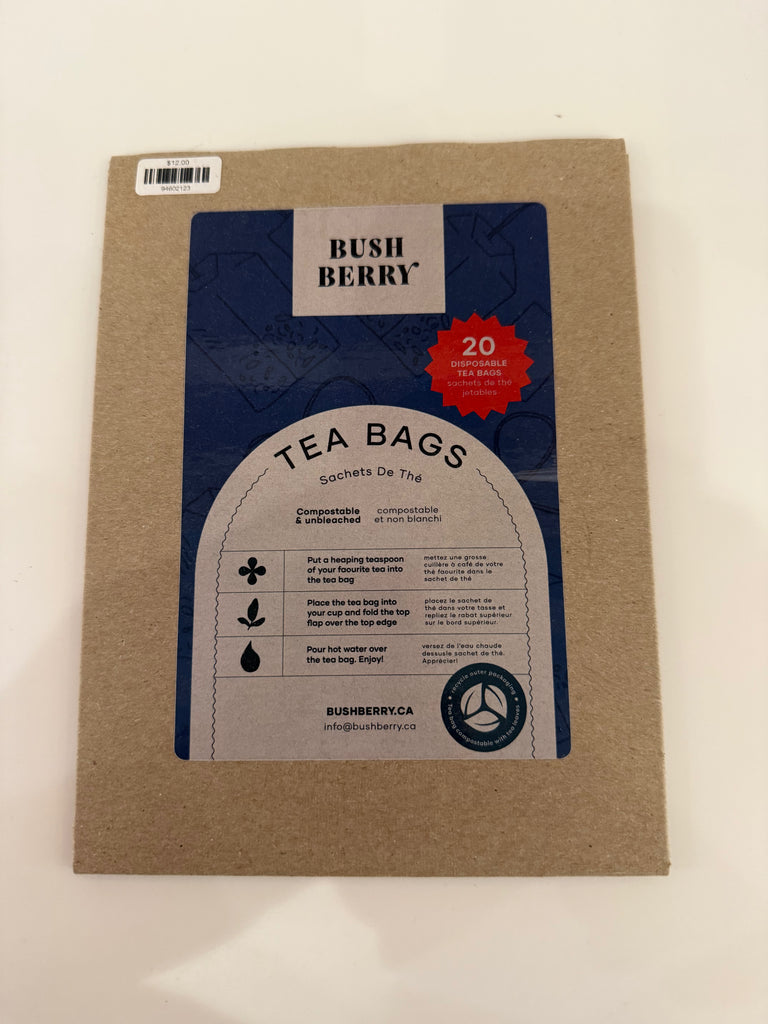 $12.00
94602123
BUSH
BERRY
20
DISPOSABLE
TEA BAGS
sachets de thé
jetables
TEA BAGS
Sachets De Thé
Compostable
& unbleached
compostable
et non blanchi
Put a heaping teaspoon
of your faourite tea into
the tea bag
mettez une grosse
cuillère à café de votre
thé faourite dans le
sachet de thé
Place the tea bag into
your cup and fold the top
flap over the top edge
placez le sachet de
thé dans votre tasse et
repliez le rabat supérieur
sur le bord supérieur.
Pour hot water over
the tea bag. Enjoy!
versez de l'eau chaude
dessusle sachet de thé.
Apprécier!
BUSHBERRY.CA
info@bushberry.ca
recycle outer packaging
Tea bag compostable with tea leaves